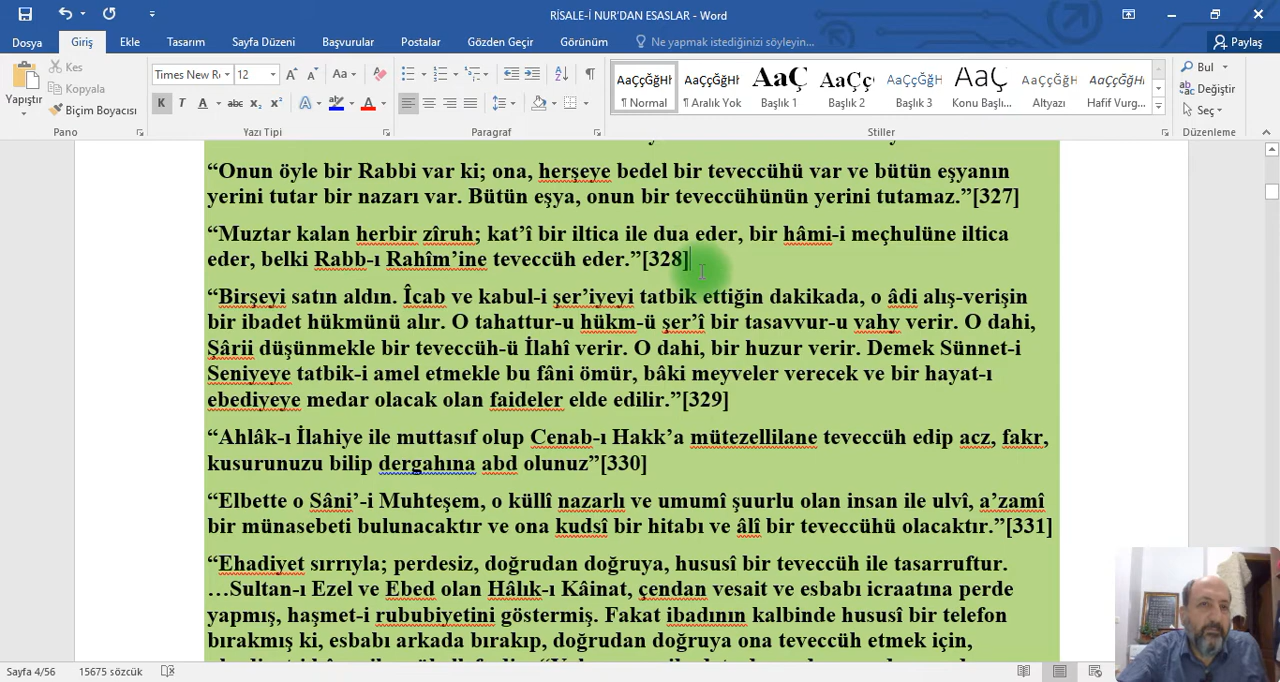 RİSALE-İ NUR'DAN ESASLAR - Word
Dosya Giriş Ekle Tasarım Sayfa Düzeni Başvurular Postalar Gözden Geçir Görünüm Ne yapmak istediğinizi söyleyin... Paylaş
Yapıştır
Kes
Kopyala
Biçim Boyacısı
Times New Ro 12
AaÇçĞğHł AaÇçĞğHł AaÇ AaÇçĞğ AaÇçĞğH AaÇ AaÇçĞğH AaÇçĞğH
¶ Normal ¶ Aralık Yok Başlık 1 Başlık 2 Başlık 3 Konu Başlı... Altyazı Hafif Vurg...
Bul
Değiştir
Seç
Pano Yazı Tipi Paragraf Stiller Düzenleme
“Onun öyle bir Rabbi var ki; ona, herşeye bedel bir teveccühü var ve bütün eşyanın
yerini tutar bir nazarı var. Bütün eşya, onun bir teveccühünün yerini tutamaz.”[327]
“Muztar kalan herbir zîruh; kat’î bir iltica ile dua eder, bir hâmi-i meçhulüne iltica
eder, belki Rabb-ı Rahîm’ine teveccüh eder.”[328]
“Birşeyi satın aldın. Îcab ve kabul-i şer’iyeyi tatbik ettiğin dakikada, o âdi alış-verişin
bir ibadet hükmünü alır. O tahattur-u hükm-ü şer’î bir tasavvur-u vahy verir. O dahi,
Şârii düşünmekle bir teveccüh-ü İlahî verir. O dahi, bir huzur verir. Demek Sünnet-i
Seniyeye tatbik-i amel etmekle bu fâni ömür, bâki meyveler verecek ve bir hayat-ı
ebediyeye medar olacak olan faideler elde edilir.”[329]
“Ahlâk-ı İlahiye ile muttasıf olup Cenab-ı Hakk’a mütezellilane teveccüh edip acz, fakr,
kusurunuzu bilip dergahına abd olunuz”[330]
“Elbette o Sâni’-i Muhteşem, o küllî nazarlı ve umumî şuurlu olan insan ile ulvî, a’zamî
bir münasebeti bulunacaktır ve ona kudsî bir hitabı ve âlî bir teveccühü olacaktır.”[331]
“Ehadiyet sırrıyla; perdesiz, doğrudan doğruya, hususî bir teveccüh ile tasarruftur.
…Sultan-ı Ezel ve Ebed olan Hâlık-ı Kâinat, çendan vesait ve esbabı icraatına perde
yapmış, haşmet-i rububiyetini göstermiş. Fakat ibadının kalbinde hususî bir telefon
bırakmış ki, esbabı arkada bırakıp, doğrudan doğruya ona teveccüh etmek için,
Sayfa 4/56 15675 sözcük